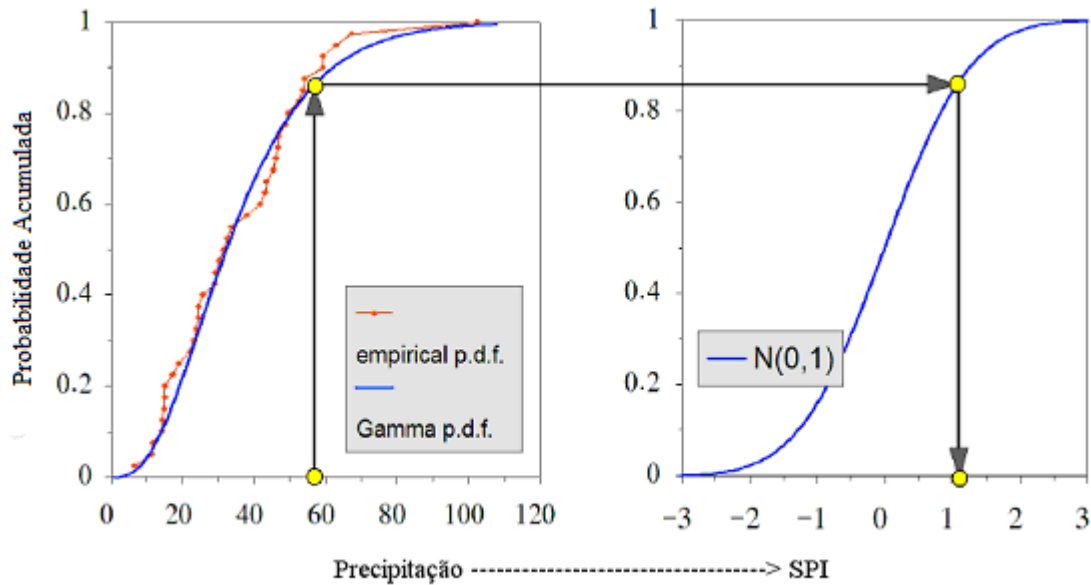 Probabilidade Acumulada
1
0.8
0.6
0.4
0.2
0
0 20 40 60 80 100 120
empirical p.d.f.
Gamma p.d.f.
1
0.8
0.6
0.4
0.2
0
−3 −2 −1 0 1 2 3
N(0,1)
Precipitação ----------------------------> SPI